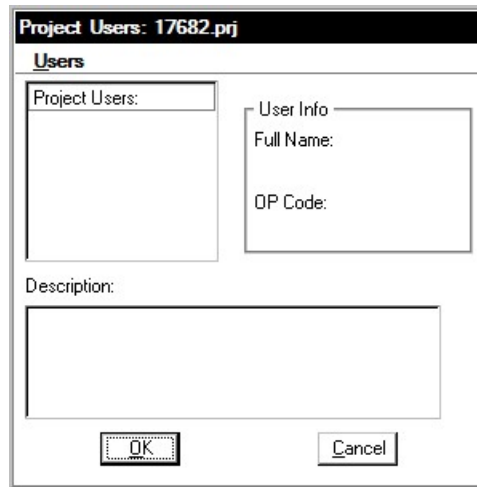 Project Users: 17682.prj
Users
Project Users:
User Info
Full Name:
OP Code:
Description:
OK
Cancel